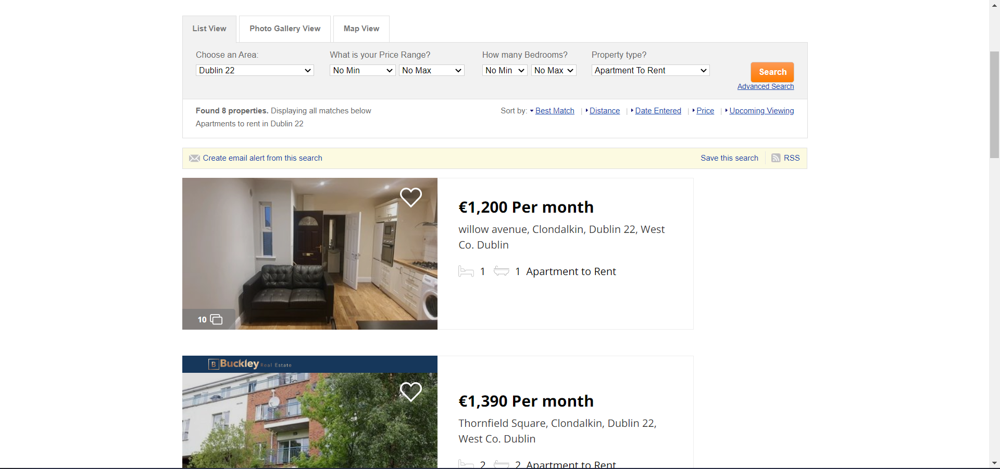 List View
Photo Gallery View
Map View
Choose an Area:
What is your Price Range?
How many Bedrooms?
Property type?
Dublin 22
No Min
No Max
No Min
No Max
Apartment To Rent
Search
Advanced Search
Found 8 properties. Displaying all matches below
Sort by: Best Match | Distance | Date Entered | Price | Upcoming Viewing
Apartments to rent in Dublin 22
Create email alert from this search
Save this search
RSS
€1,200 Per month
willow avenue, Clondalkin, Dublin 22, West
Co. Dublin
1 1 Apartment to Rent
10
B Buckley Real Estate
€1,390 Per month
Thornfield Square, Clondalkin, Dublin 22,
West Co. Dublin
2 2 Apartment to Rent